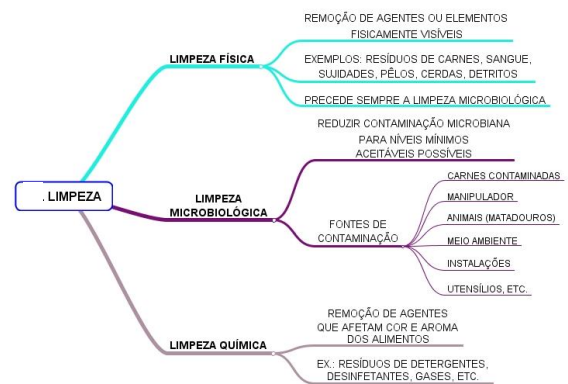 . LIMPEZA
LIMPEZA FÍSICA
REMOÇÃO DE AGENTES OU ELEMENTOS
FISICAMENTE VISÍVEIS
EXEMPLOS: RESÍDUOS DE CARNES, SANGUE,
SUJIDADES, PÊLOS, CERDAS, DETRITOS
PRECEDE SEMPRE A LIMPEZA MICROBIOLÓGICA
LIMPEZA
MICROBIOLÓGICA
REDUZIR CONTAMINAÇÃO MICROBIANA
PARA NÍVEIS MÍNIMOS
ACEITÁVEIS POSSÍVEIS
FONTES DE
CONTAMINAÇÃO
CARNES CONTAMINADAS
MANIPULADOR
ANIMAIS (MATADOUROS)
MEIO AMBIENTE
INSTALAÇÕES
UTENSÍLIOS, ETC.
LIMPEZA QUÍMICA
REMOÇÃO DE AGENTES
QUE AFETAM COR E AROMA
DOS ALIMENTOS
EX.: RESÍDUOS DE DETERGENTES,
DESINFETANTES, GASES, ETC.